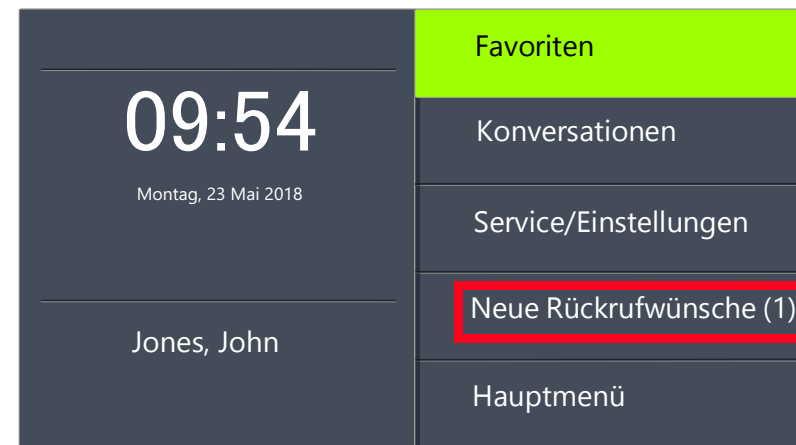 09:54
Montag, 23 Mai 2018
Jones, John
Favoriten
Konversationen
Service/Einstellungen
Neue Rückrufwünsche (1)
Hauptmenü